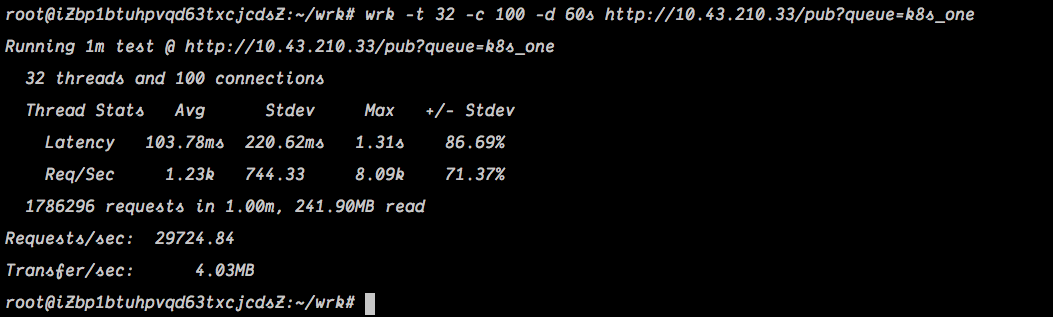 root@iZbp1btuhpvqd63txcjcdsZ:~/wrk# wrk -t 32 -c 100 -d 60s http://10.43.210.33/pub?queue=k8s_one
Running 1m test @ http://10.43.210.33/pub?queue=k8s_one
  32 threads and 100 connections
  Thread Stats   Avg      Stdev     Max   +/- Stdev
    Latency   103.78ms  220.62ms   1.31s    86.69%
    Req/Sec     1.23k   744.33     8.09k    71.37%
  1786296 requests in 1.00m, 241.90MB read
Requests/sec:  29724.84
Transfer/sec:      4.03MB
root@iZbp1btuhpvqd63txcjcdsZ:~/wrk#